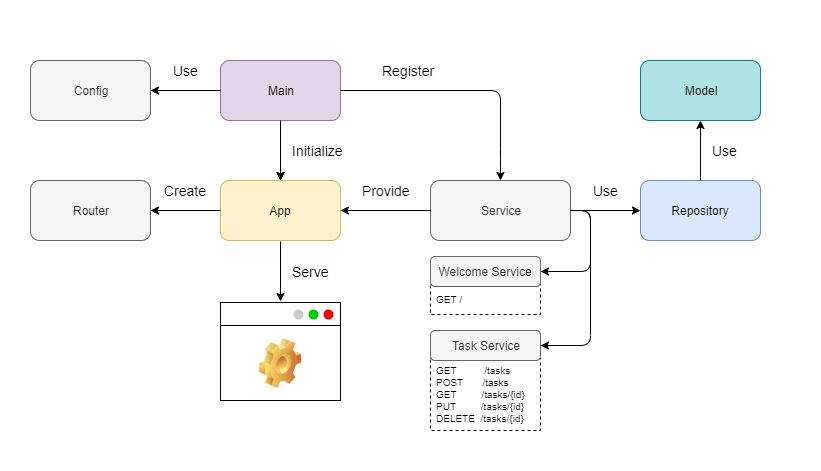 Use
Register
Config
Main
Model
Initialize
Use
Create
Provide
Use
Router
App
Service
Repository
Serve
Welcome Service
GET /
Task Service
GET /tasks
POST /tasks
GET /tasks/{id}
PUT /tasks/{id}
DELETE /tasks/{id}